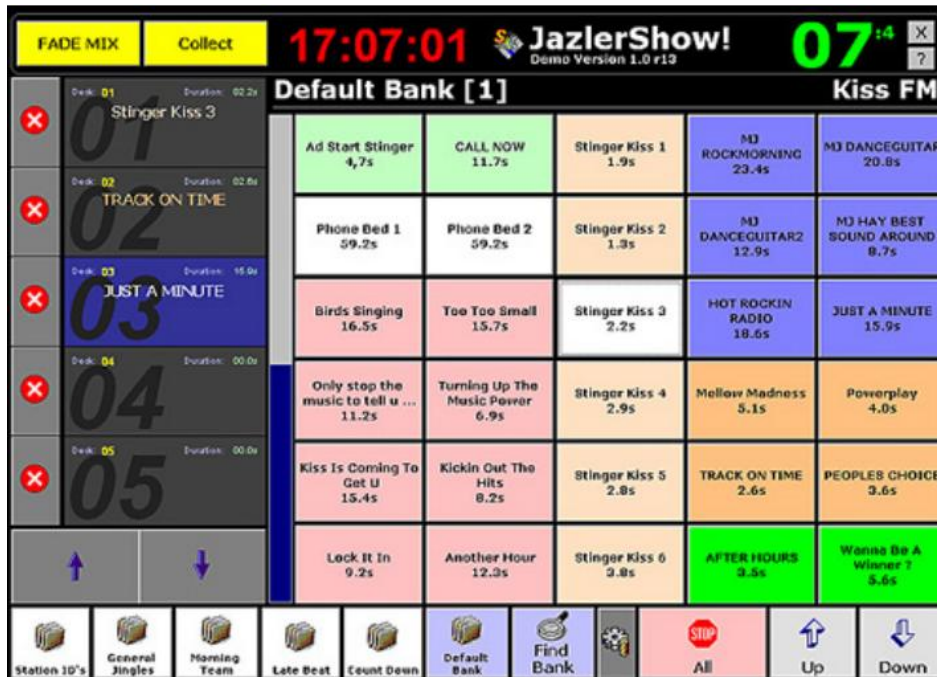 FADE MIX
Collect
17:07:01
JazlerShow!
Demo Version 1.0 r13
07:4
X
?
Default Bank [1]
Kiss FM
Desk: 01 Duration: 02.2s
01
Stinger Kiss 3
Desk: 02 Duration: 02.6s
02
TRACK ON TIME
Desk: 03 Duration: 15.9s
03
JUST A MINUTE
Desk: 04 Duration: 00.0s
04
Desk: 05 Duration: 00.0s
05
Ad Start Stinger
4,7s
CALL NOW
11.7s
Stinger Kiss 1
1.9s
MJ
ROCKMORNING
23.4s
MJ DANCEGUITAR
20.8s
Phone Bed 1
59.2s
Phone Bed 2
59.2s
Stinger Kiss 2
1.3s
MJ
DANCEGUITAR2
12.9s
MJ HAY BEST
SOUND AROUND
8.7s
Birds Singing
16.5s
Too Too Small
15.7s
Stinger Kiss 3
2.2s
HOT ROCKIN
RADIO
18.6s
JUST A MINUTE
15.9s
Only stop the
music to tell u ...
11.2s
Turning Up The
Music Power
6.9s
Stinger Kiss 4
2.9s
Mellow Madness
5.1s
Powerplay
4.0s
Kiss Is Coming To
Get U
15.4s
Kickin Out The
Hits
8.2s
Stinger Kiss 5
2.8s
TRACK ON TIME
2.6s
PEOPLES CHOICE
3.6s
Lock It In
9.2s
Another Hour
12.3s
Stinger Kiss 6
3.8s
AFTER HOURS
3.5s
Wanna Be A
Winner ?
5.6s
Station ID's
General
Jingles
Morning
Team
Late Beat
Count Down
Default
Bank
Find
Bank
STOP
All
Up
Down